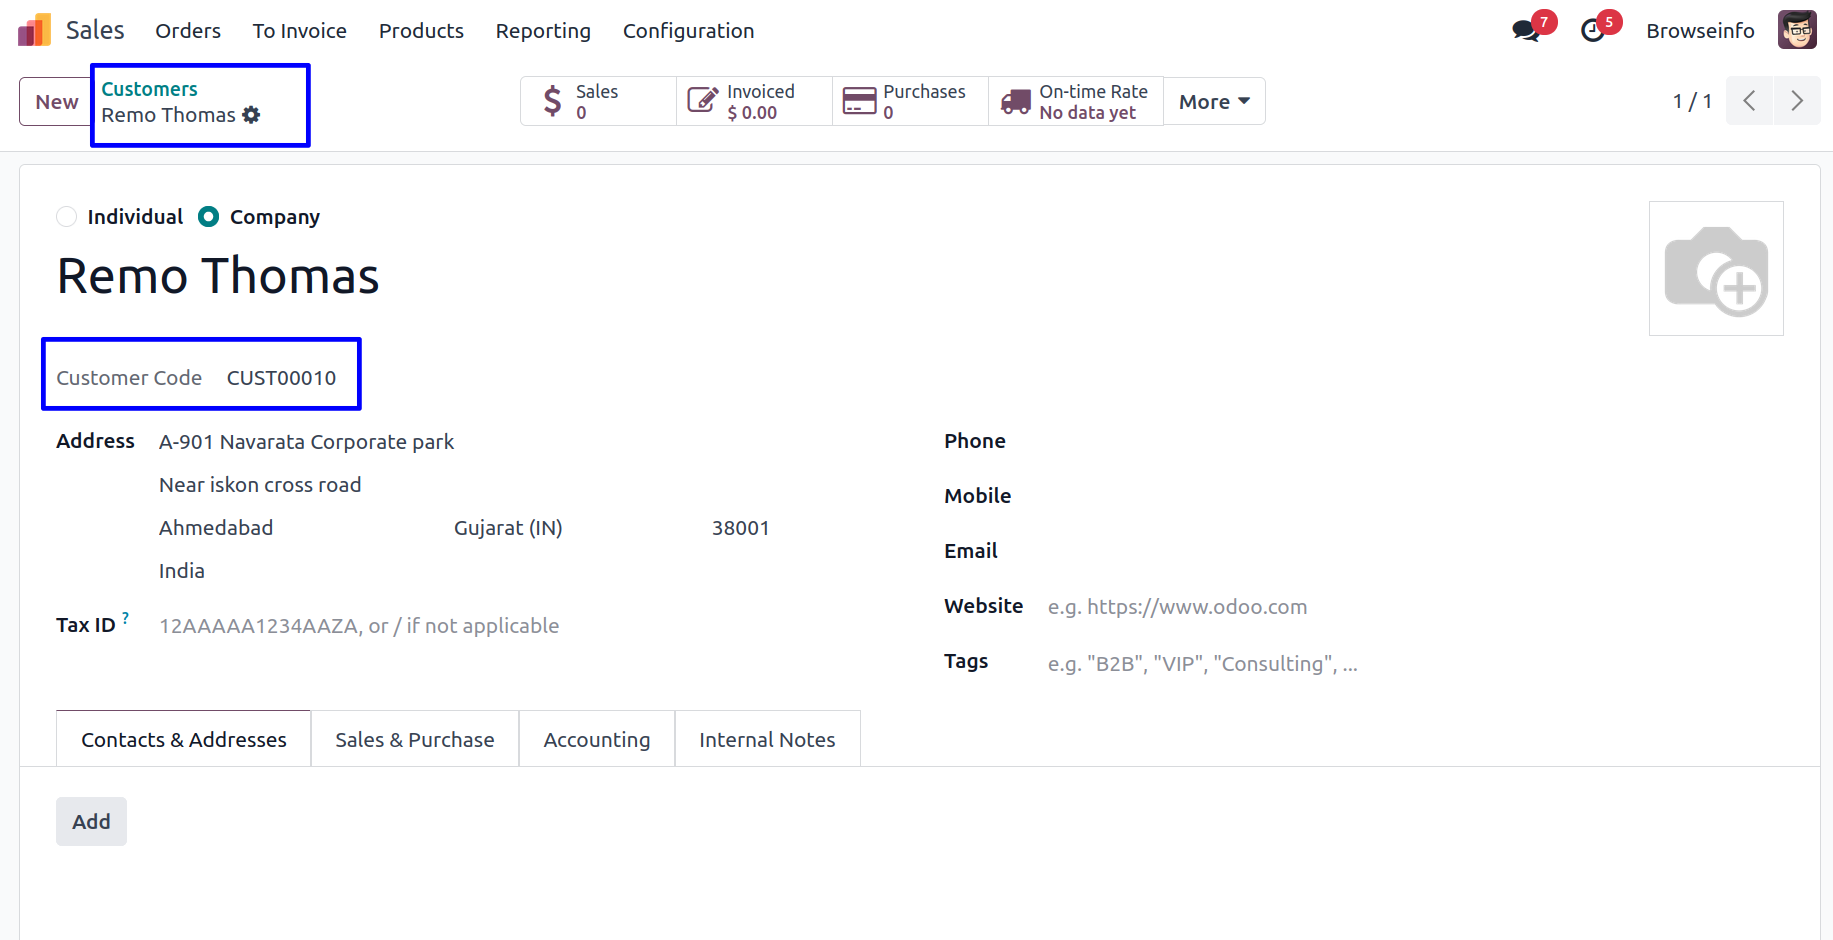 Sales Orders To Invoice Products Reporting Configuration 7 5 Browseinfo
New
Customers
Remo Thomas
Sales
0
Invoiced
$ 0.00
Purchases
0
On-time Rate
No data yet
More
1 / 1
Individual Company
Remo Thomas
Customer Code CUST00010
Address A-901 Navarata Corporate park
Near iskon cross road
Ahmedabad Gujarat (IN) 38001
India
Tax ID ? 12AAAAA1234AAZA, or / if not applicable
Phone
Mobile
Email
Website e.g. https://www.odoo.com
Tags e.g. "B2B", "VIP", "Consulting", ...
Contacts & Addresses Sales & Purchase Accounting Internal Notes
Add